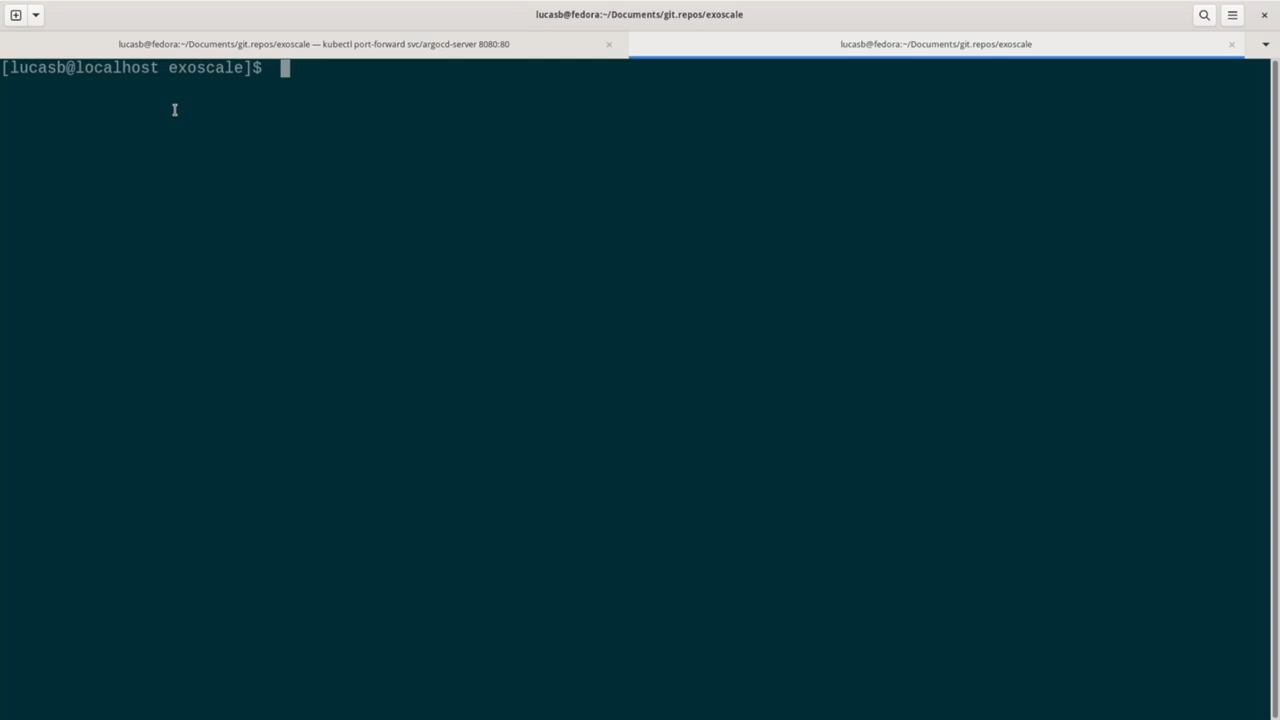 lucasb@fedora:~/Documents/git.repos/exoscale
lucasb@fedora:~/Documents/git.repos/exoscale — kubectl port-forward svc/argocd-server 8080:80
lucasb@fedora:~/Documents/git.repos/exoscale
[lucasb@localhost exoscale]$